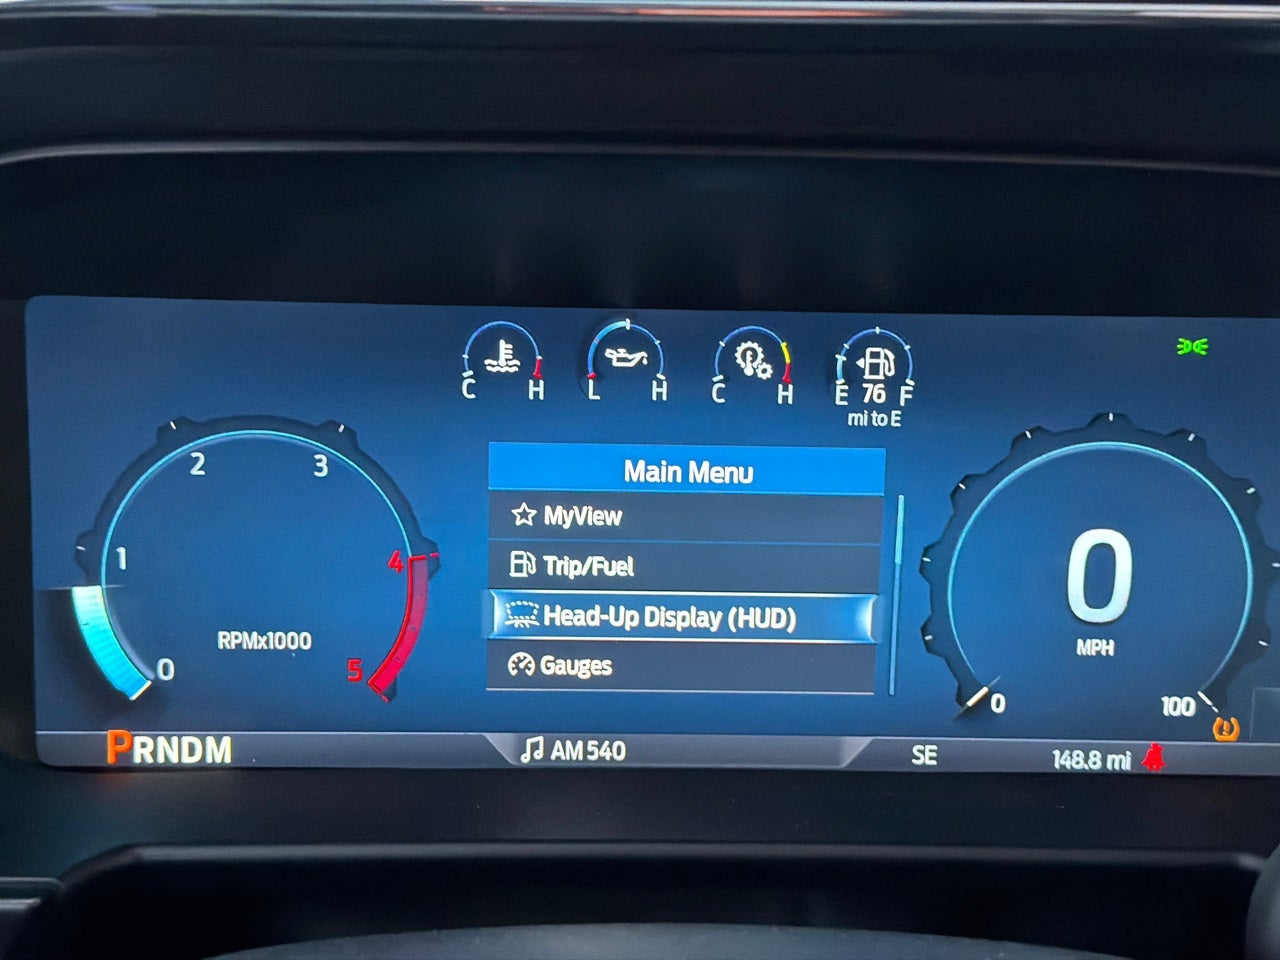 C H
L H
C H
E 76 F
mi to E
Main Menu
MyView
Trip/Fuel
Head-Up Display (HUD)
Gauges
0
1
2
3
4
5
RPMx1000
0
MPH
0
100
PRNDM
AM 540
SE
148.8 mi